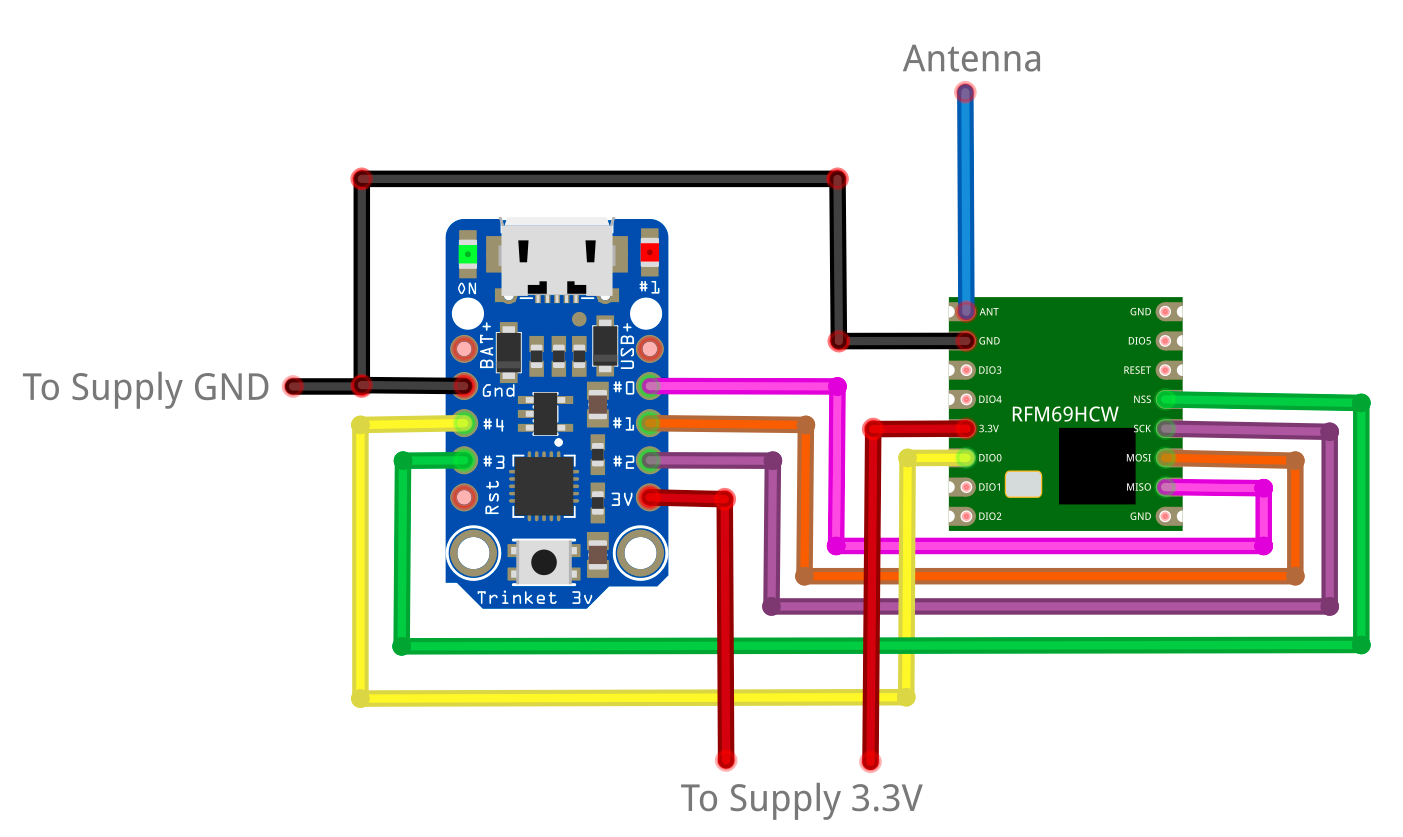 Antenna
ON
#1
BAT+
USB+
To Supply GND
Gnd
#0
#4
#1
#3
#2
Rst
3V
Trinket 3v
ANT
GND
GND
DIO5
DIO3
RESET
DIO4
NSS
RFM69HCW
3.3V
SCK
DIO0
MOSI
DIO1
MISO
DIO2
GND
To Supply 3.3V